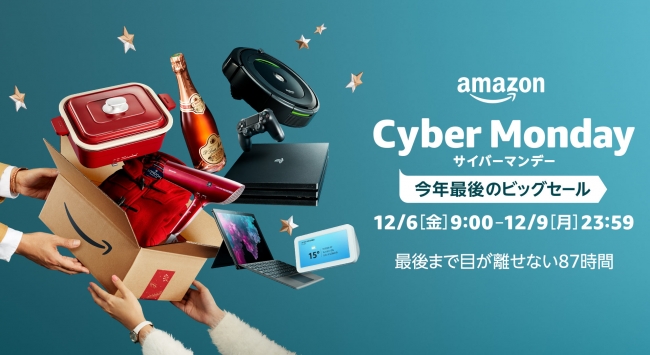 amazon
Cyber Monday
サイバーマンデー
今年最後のビッグセール
12/6[金]9:00–12/9[月]23:59
最後まで目が離せない87時間
15°